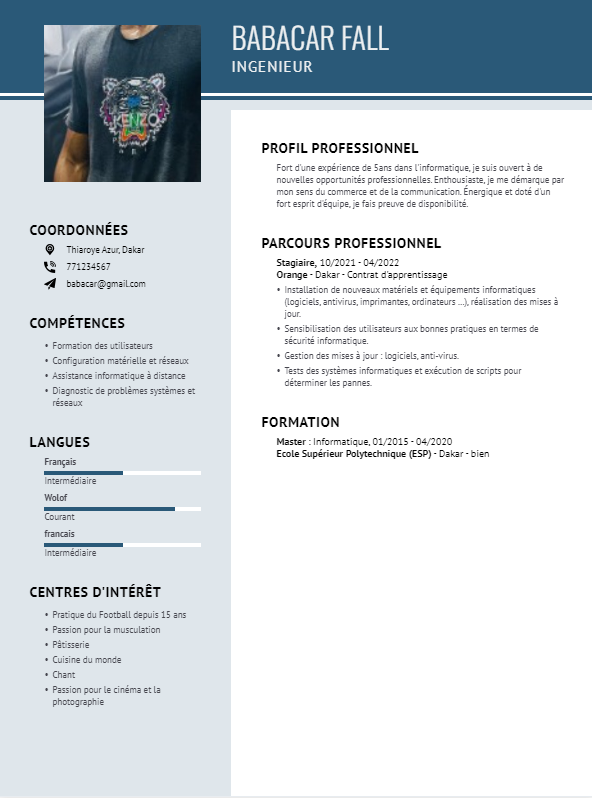 BABACAR FALL
INGENIEUR
KENZO
PROFIL PROFESSIONNEL
Fort d'une expérience de 5ans dans l'informatique, je suis ouvert à de
nouvelles opportunités professionnelles. Enthousiaste, je me démarque par
mon sens du commerce et de la communication. Énergique et doté d'un
fort esprit d'équipe, je fais preuve de disponibilité.
PARCOURS PROFESSIONNEL
Stagiaire, 10/2021 - 04/2022
Orange - Dakar - Contrat d'apprentissage
• Installation de nouveaux matériels et équipements informatiques
(logiciels, antivirus, imprimantes, ordinateurs ...), réalisation des mises à
jour.
• Sensibilisation des utilisateurs aux bonnes pratiques en termes de
sécurité informatique.
• Gestion des mises à jour : logiciels, anti-virus.
• Tests des systèmes informatiques et exécution de scripts pour
déterminer les pannes.
FORMATION
Master : Informatique, 01/2015 - 04/2020
Ecole Supérieur Polytechnique (ESP) - Dakar - bien
COORDONNÉES
Thiaroye Azur, Dakar
771234567
babacar@gmail.com
COMPÉTENCES
• Formation des utilisateurs
• Configuration matérielle et réseaux
• Assistance informatique à distance
• Diagnostic de problèmes systèmes et
réseaux
LANGUES
Français
Intermédiaire
Wolof
Courant
francais
Intermédiaire
CENTRES D'INTÉRÊT
• Pratique du Football depuis 15 ans
• Passion pour la musculation
• Pâtisserie
• Cuisine du monde
• Chant
• Passion pour le cinéma et la
photographie